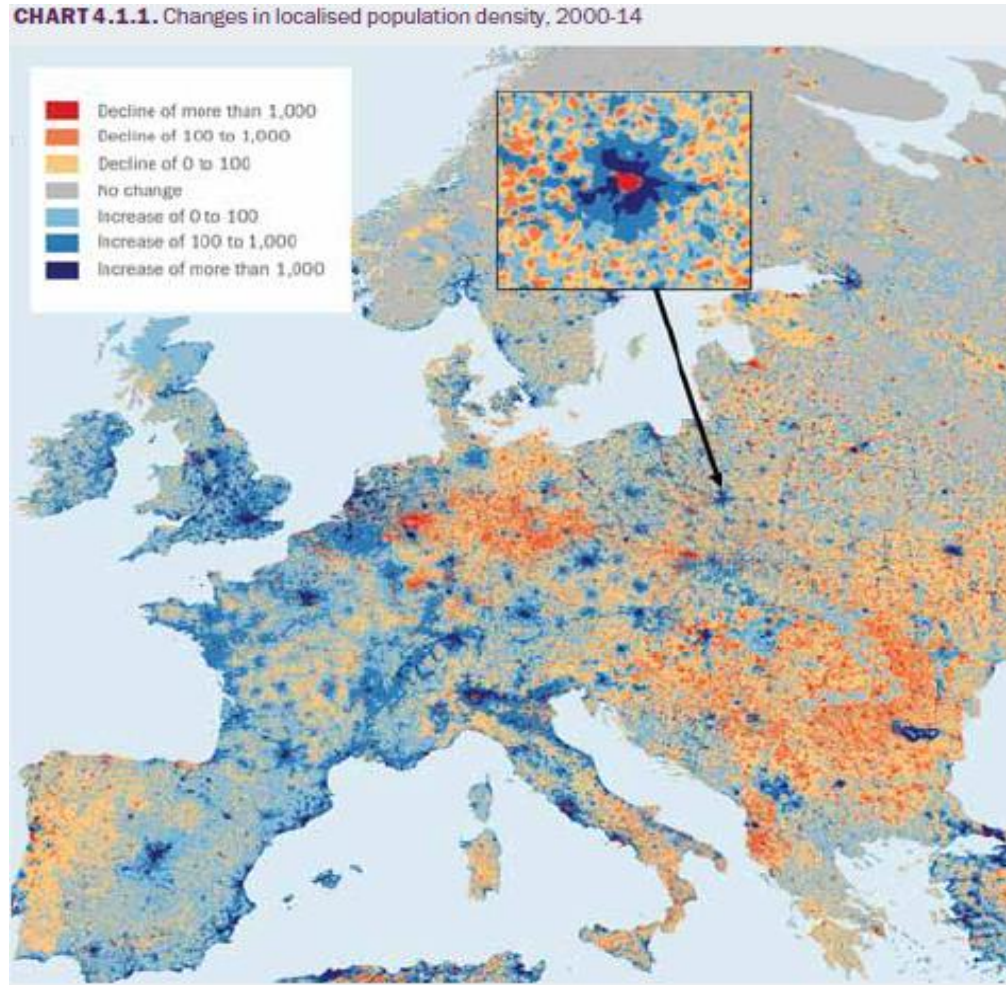 CHART 4.1.1. Changes in localised population density, 2000-14
Decline of more than 1,000
Decline of 100 to 1,000
Decline of 0 to 100
No change
Increase of 0 to 100
Increase of 100 to 1,000
Increase of more than 1,000